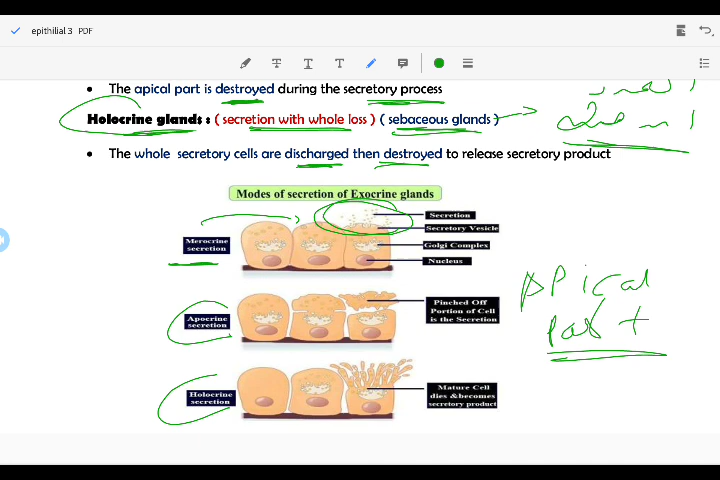 epithilial 3 PDF
• The apical part is destroyed during the secretory process
Holocrine glands : ( secretion with whole loss ) ( sebaceous glands )
• The whole secretory cells are discharged then destroyed to release secretory product
Modes of secretion of Exocrine glands
Merocrine
secretion
Secretion
Secretory Vesicle
Golgi Complex
Nucleus
Apocrine
secretion
Pinched Off
Portion of Cell
is the Secretion
Apical
part
Holocrine
secretion
Mature Cell
dies &becomes
secretory product